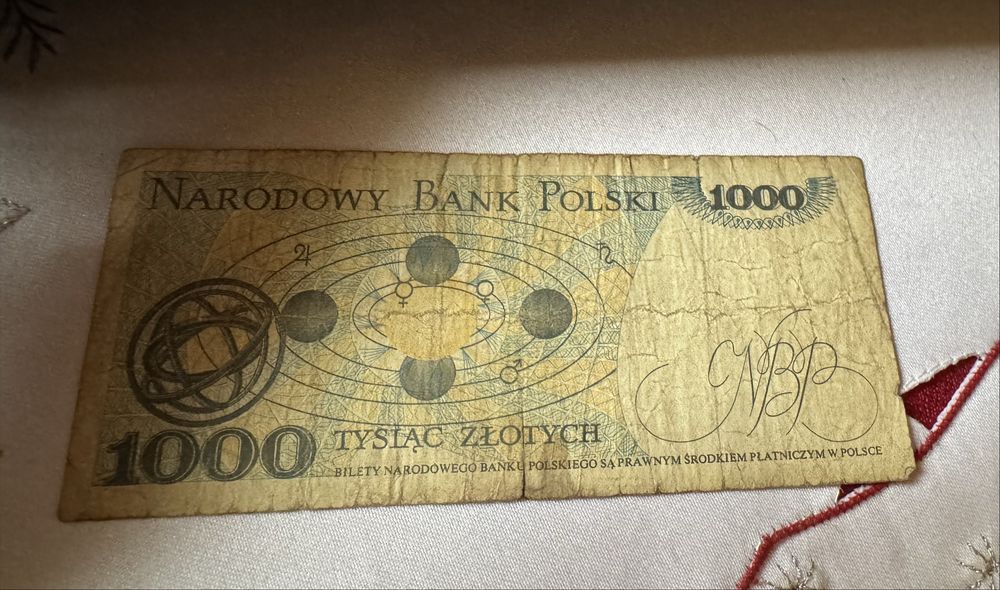 NARODOWY BANK POLSKI 1000
♃ ♄
♀ ☿
♂
NBP
1000 TYSIĄC ZŁOTYCH
BILETY NARODOWEGO BANKU POLSKIEGO SĄ PRAWNYM ŚRODKIEM PŁATNICZYM W POLSCE